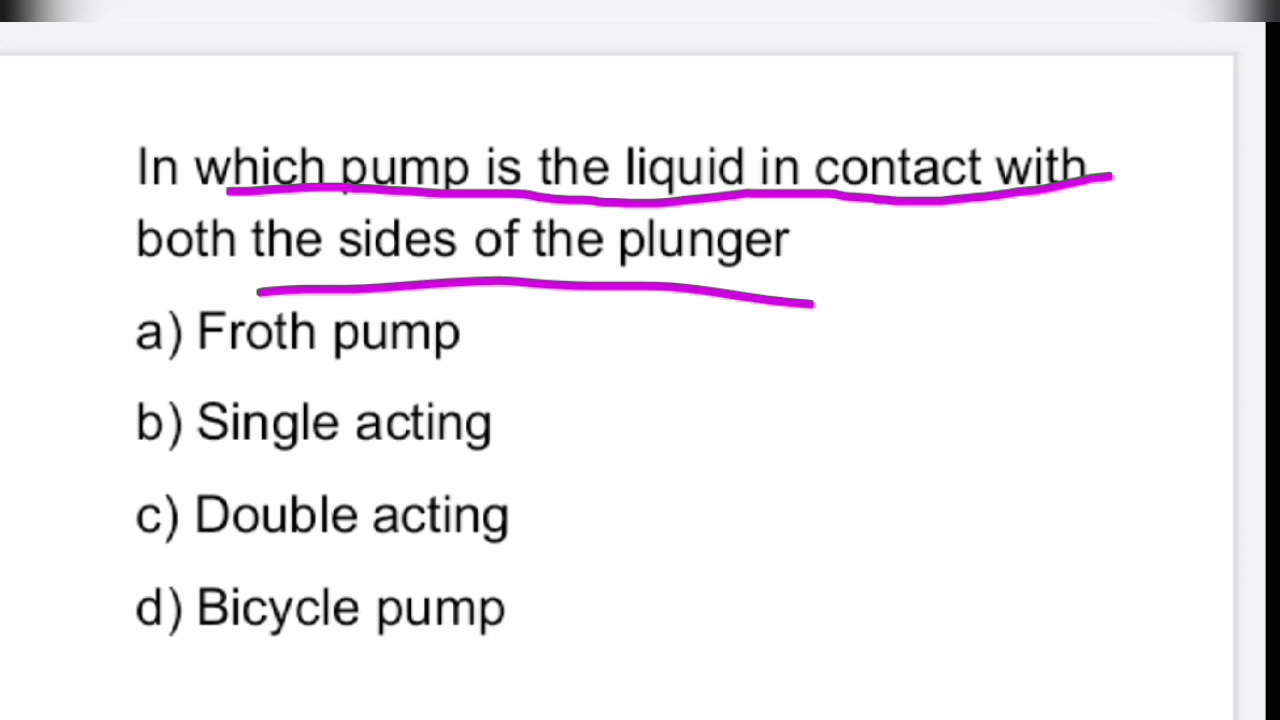 In which pump is the liquid in contact with
both the sides of the plunger
a) Froth pump
b) Single acting
c) Double acting
d) Bicycle pump